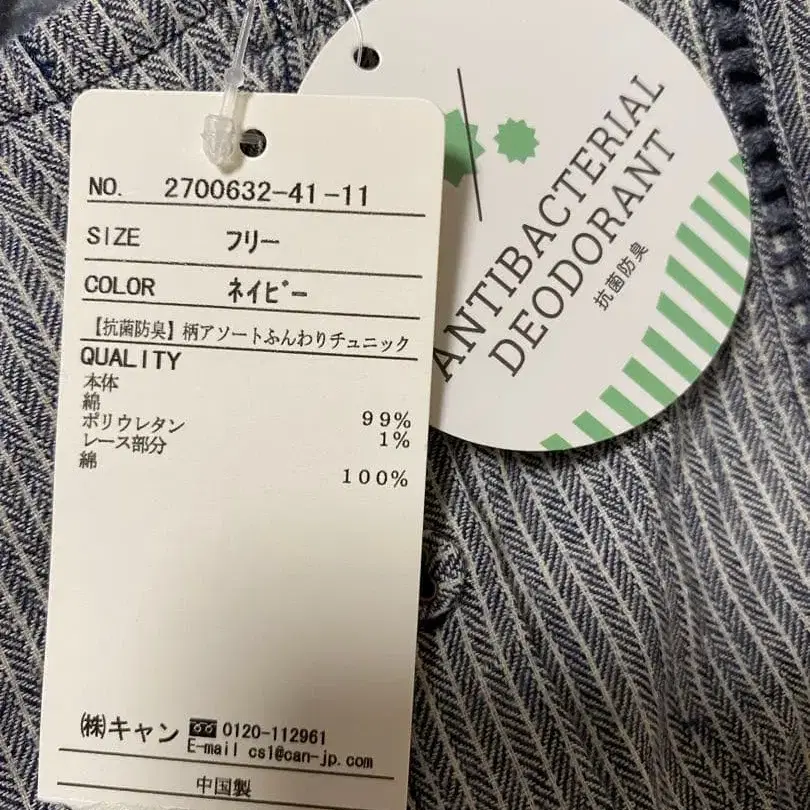 NO. 2700632-41-11
SIZE フリー
COLOR ネイビー
【抗菌防臭】柄アソートふんわりチュニック
QUALITY
本体
綿 99%
ポリウレタン 1%
レース部分
綿 100%
㈱キャン 0120-112961
E-mail cs1@can-jp.com
中国製
ANTIBACTERIAL
DEODORANT
抗菌防臭